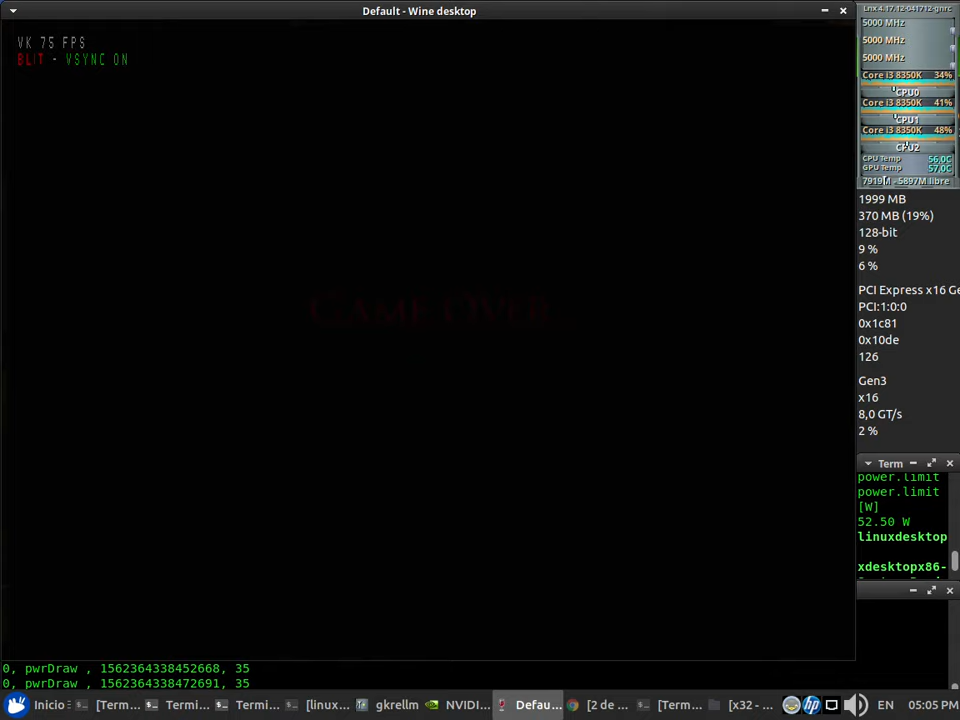 Default - Wine desktop
VK 75 FPS
BLIT - VSYNC ON
GAME OVER
Lnx 4.17.12-041712-gnrc
5000 MHz
5000 MHz
5000 MHz
Core i3 8350K 34%
CPU0
Core i3 8350K 41%
CPU1
Core i3 8350K 48%
CPU2
CPU Temp 56,0C
GPU Temp 57,0C
7919M - 5897M libre
1999 MB
370 MB (19%)
128-bit
9 %
6 %
PCI Express x16 Ge
PCI:1:0:0
0x1c81
0x10de
126
Gen3
x16
8,0 GT/s
2 %
Term
power.limit
power.limit
[W]
52.50 W
linuxdesktop
xdesktopx86-
0, pwrDraw , 1562364338452668, 35
0, pwrDraw , 1562364338472691, 35
Inicio [Term... Termi... Termi... [linux... gkrellm NVIDI... Defau... [2 de ... [Term... [x32 - ... EN 05:05 PM